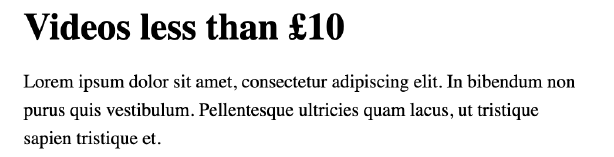 Videos less than £10
Lorem ipsum dolor sit amet, consectetur adipiscing elit. In bibendum non
purus quis vestibulum. Pellentesque ultricies quam lacus, ut tristique
sapien tristique et.